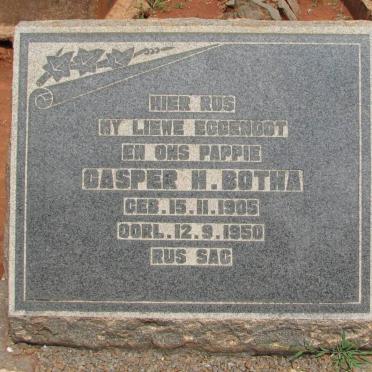 HIER RUS
MY LIEWE EGGENOOT
EN ONS PAPPIE
CASPER H. BOTHA
GEB. 15.11.1905
OORL. 12.9.1950
RUS SAG